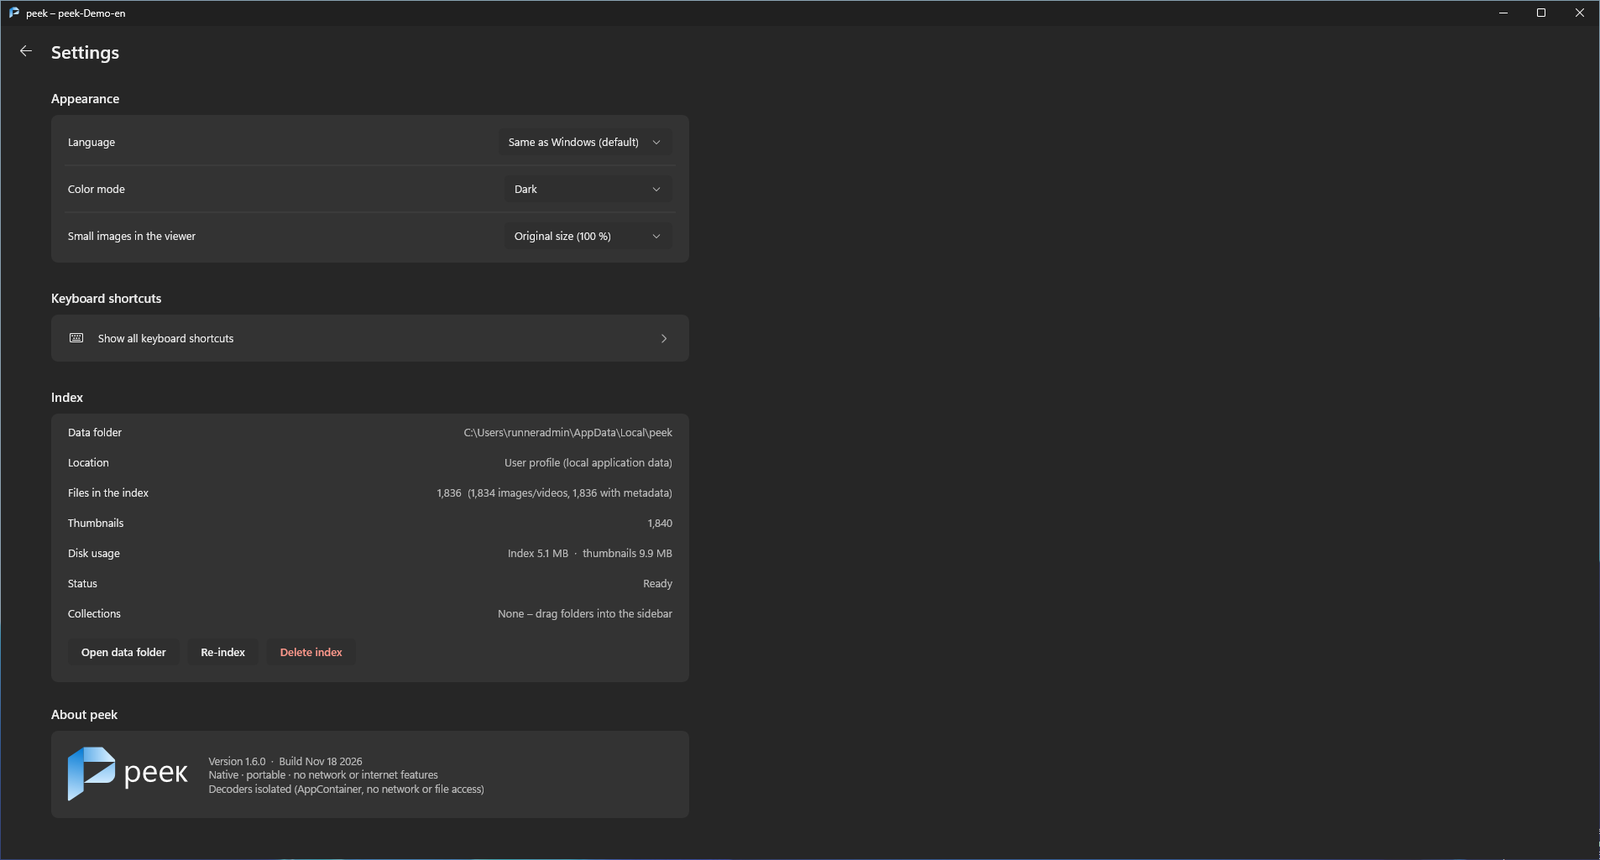 peek – peek-Demo-en
Settings
Appearance
Language
Same as Windows (default)
Color mode
Dark
Small images in the viewer
Original size (100 %)
Keyboard shortcuts
Show all keyboard shortcuts
Index
Data folder
C:\Users\runneradmin\AppData\Local\peek
Location
User profile (local application data)
Files in the index
1,836 (1,834 images/videos, 1,836 with metadata)
Thumbnails
1,840
Disk usage
Index 5.1 MB · thumbnails 9.9 MB
Status
Ready
Collections
None – drag folders into the sidebar
Open data folder
Re-index
Delete index
About peek
peek
Version 1.6.0 · Build Nov 18 2026
Native · portable · no network or internet features
Decoders isolated (AppContainer, no network or file access)